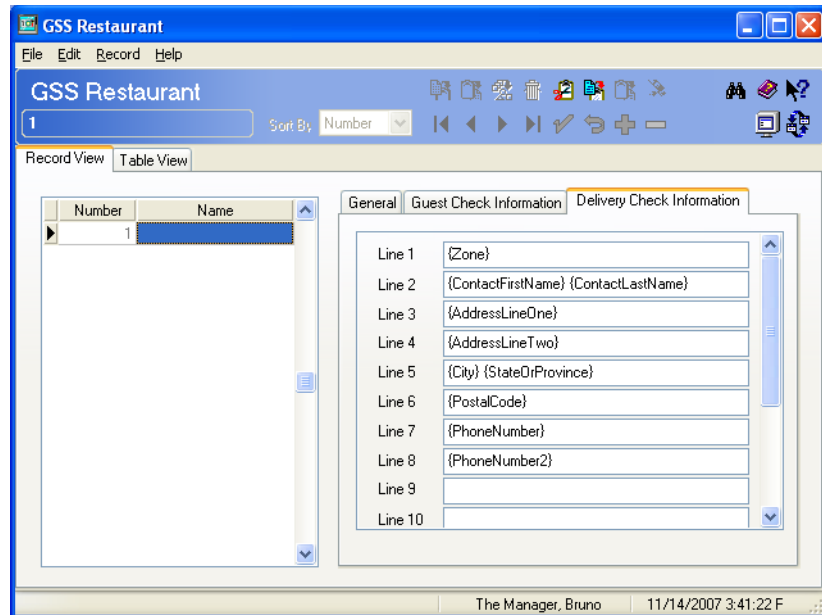 GSS Restaurant
File Edit Record Help
GSS Restaurant
1 Sort By Number
Record View Table View
Number Name
1
General Guest Check Information Delivery Check Information
Line 1 {Zone}
Line 2 {ContactFirstName} {ContactLastName}
Line 3 {AddressLineOne}
Line 4 {AddressLineTwo}
Line 5 {City} {StateOrProvince}
Line 6 {PostalCode}
Line 7 {PhoneNumber}
Line 8 {PhoneNumber2}
Line 9
Line 10
The Manager, Bruno 11/14/2007 3:41:22 F